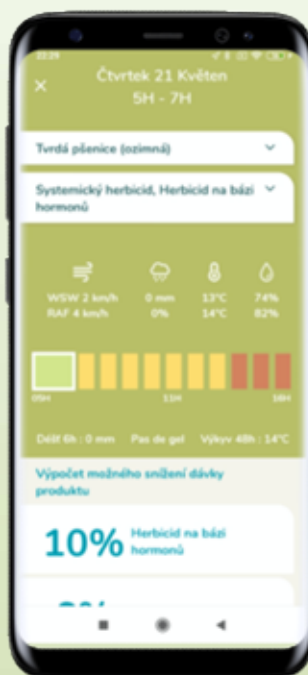 22:29
Čtvrtek 21 Květen
5H - 7H
Tvrdá pšenice (ozimná)
Systemický herbicid, Herbicid na bázi
hormonů
WSW 2 km/h 0 mm 13°C 74%
RAF 4 km/h 0% 14°C 82%
05H 11H 16H
Déšť 6h : 0 mm Pas de gel Výkyv 48h : 14°C
Výpočet možného snížení dávky
produktu
10% Herbicid na bázi
hormonů